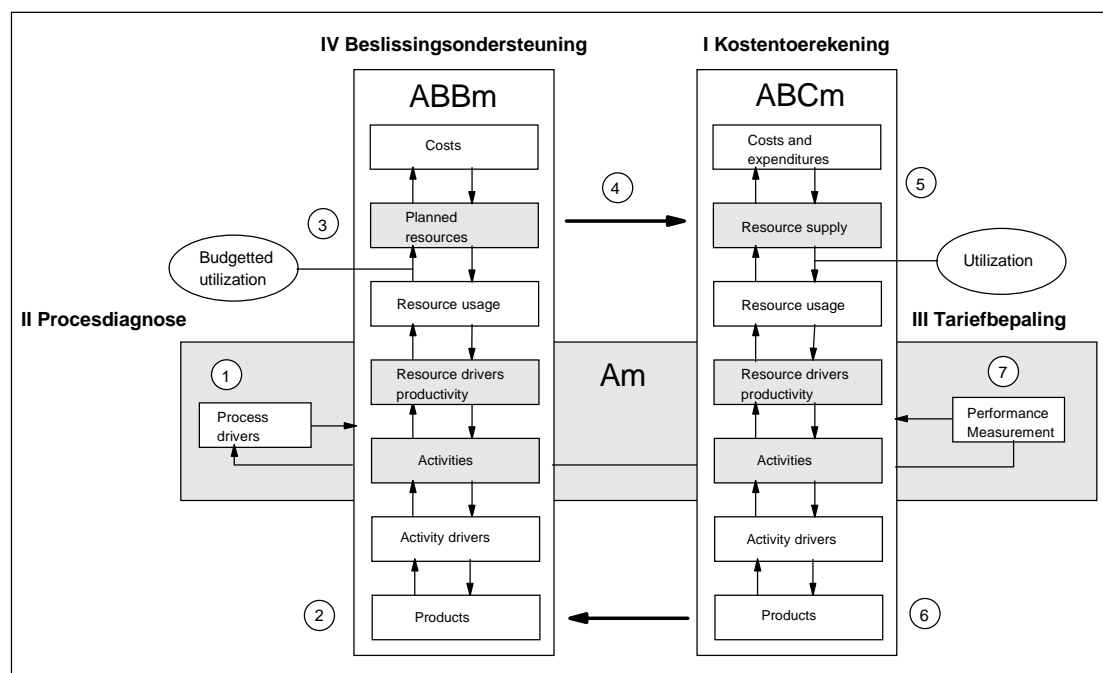 IV Beslissingsondersteuning
I Kostentoerekening
ABBm
ABCm
Costs
Costs and
expenditures
4
5
3
Planned
resources
Resource supply
Budgetted
utilization
Utilization
Resource usage
Resource usage
II Procesdiagnose
III Tariefbepaling
1
Resource drivers
productivity
Am
Resource drivers
productivity
7
Process
drivers
Performance
Measurement
Activities
Activities
Activity drivers
Activity drivers
2
Products
Products
6